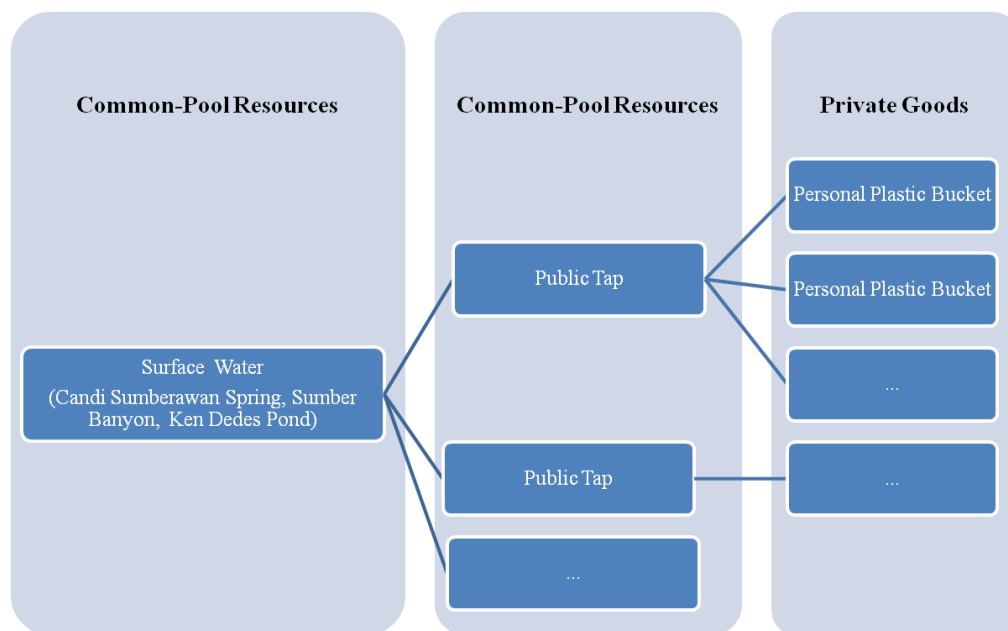 Common-Pool Resources
Surface Water
(Candi Sumberawan Spring, Sumber
Banyon, Ken Dedes Pond)
Common-Pool Resources
Public Tap
Public Tap
...
Private Goods
Personal Plastic Bucket
Personal Plastic Bucket
...
...